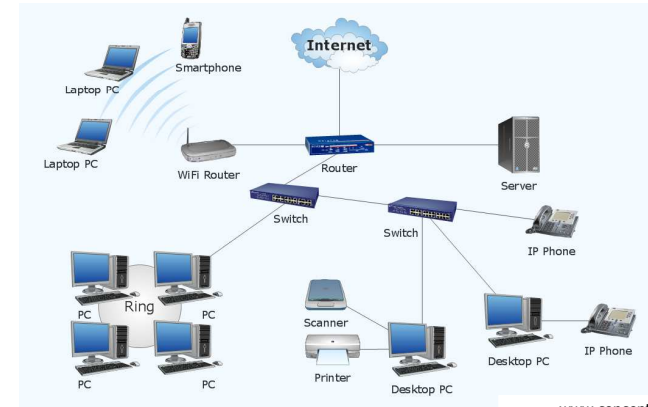 Internet
Smartphone
Laptop PC
Laptop PC
WiFi Router
Router
Server
Switch
Switch
IP Phone
Ring
PC
PC
Scanner
Desktop PC
IP Phone
Printer
Desktop PC
PC
PC